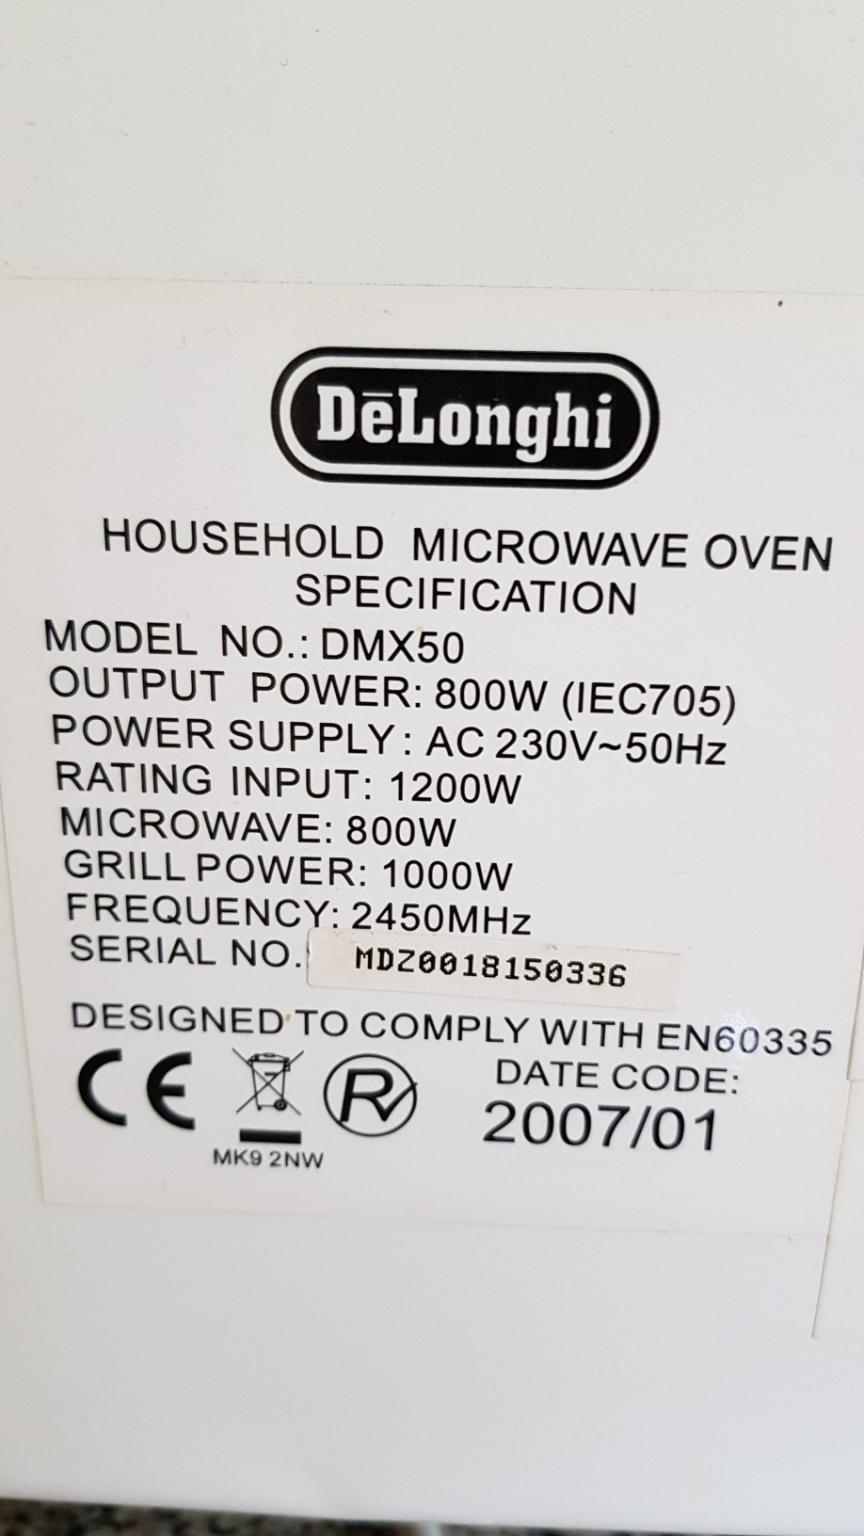 DēLonghi
HOUSEHOLD MICROWAVE OVEN
SPECIFICATION
MODEL NO.: DMX50
OUTPUT POWER: 800W (IEC705)
POWER SUPPLY: AC 230V~50Hz
RATING INPUT: 1200W
MICROWAVE: 800W
GRILL POWER: 1000W
FREQUENCY: 2450MHz
SERIAL NO. MDZ0018150336
DESIGNED TO COMPLY WITH EN60335
CE R DATE CODE:
2007/01
MK9 2NW